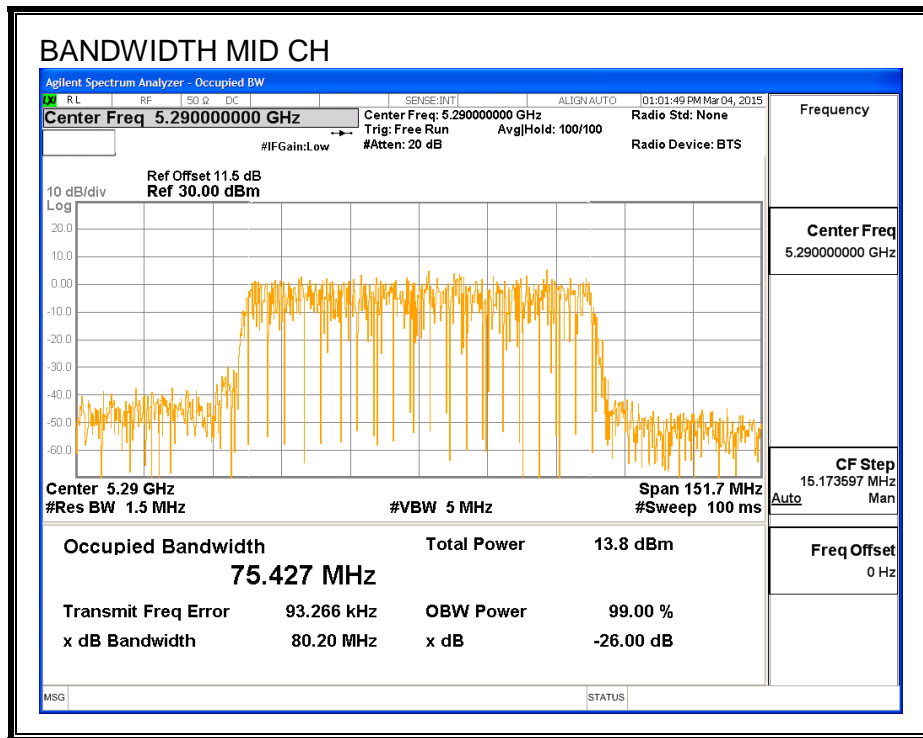 BANDWIDTH MID CH
Agilent Spectrum Analyzer - Occupied BW
LXI RL RF 50 Ω DC SENSE:INT ALIGN AUTO 01:01:49 PM Mar 04, 2015
Center Freq 5.290000000 GHz
Center Freq: 5.290000000 GHz
Radio Std: None
Trig: Free Run Avg|Hold: 100/100
#IFGain:Low
#Atten: 20 dB
Radio Device: BTS
Frequency
Ref Offset 11.5 dB
10 dB/div Ref 30.00 dBm
Log
20.0
10.0
0.00
-10.0
-20.0
-30.0
-40.0
-50.0
-60.0
Center Freq
5.290000000 GHz
Center 5.29 GHz
Span 151.7 MHz
#Res BW 1.5 MHz
#VBW 5 MHz
#Sweep 100 ms
CF Step
15.173597 MHz
Auto Man
Occupied Bandwidth
75.427 MHz
Total Power 13.8 dBm
Transmit Freq Error 93.266 kHz
OBW Power 99.00 %
x dB Bandwidth 80.20 MHz
x dB -26.00 dB
Freq Offset
0 Hz
MSG
STATUS